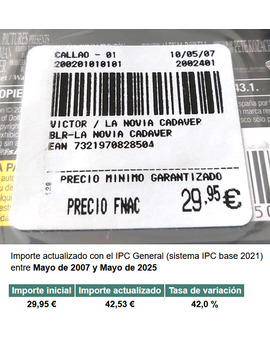 CALLAO - 01 10/05/07
200201010101 2002401
VICTOR / LA NOVIA CADAVER
BLR-LA NOVIA CADAVER
EAN 7321970828504
PRECIO MINIMO GARANTIZADO
PRECIO FNAC 29,95 €
Importe actualizado con el IPC General (sistema IPC base 2021)
entre Mayo de 2007 y Mayo de 2025
Importe inicial Importe actualizado Tasa de variación
29,95 € 42,53 € 42,0 %